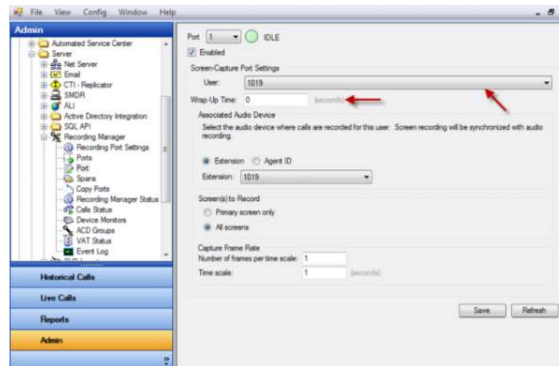 File View Config Window Help
Admin
Automated Service Center
Server
Net Server
Email
CTI - Replicator
SMDR
ALI
Active Directory Integration
SQL API
Recording Manager
Recording Port Settings
Ports
Port
Spans
Copy Ports
Recording Manager Status
Calls Status
Device Monitors
ACD Groups
VAT Status
Event Log
Historical Calls
Live Calls
Reports
Admin
Port 1 IDLE
Enabled
Screen-Capture Port Settings
User: 1019
Wrap-Up Time: 0 (seconds)
Associated Audio Device
Select the audio device where calls are recorded for this user. Screen recording will be synchronized with audio
recording.
Extension Agent ID
Extension: 1019
Screen(s) to Record
Primary screen only
All screens
Capture Frame Rate
Number of frames per time scale: 1
Time scale: 1 (seconds)
Save Refresh